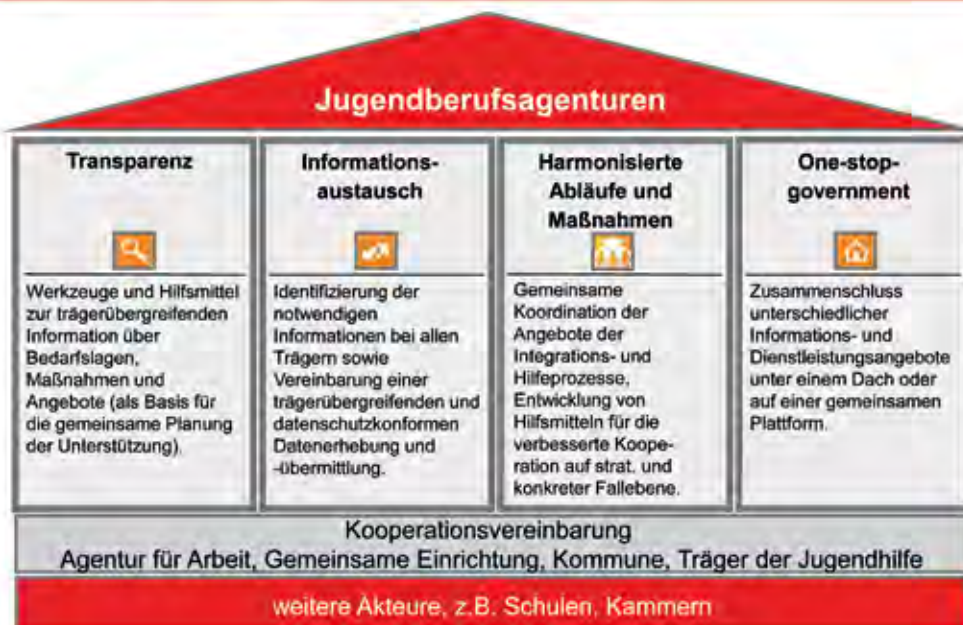 Jugendberufsagenturen
Transparenz
Werkzeuge und Hilfsmittel
zur trägerübergreifenden
Information über
Bedarfslagen,
Maßnahmen und
Angebote (als Basis für
die gemeinsame Planung
der Unterstützung).
Informations-
austausch
Identifizierung der
notwendigen
Informationen bei allen
Trägern sowie
Vereinbarung einer
trägerübergreifenden und
datenschutzkonformen
Datenerhebung und
-übermittlung.
Harmonisierte
Abläufe und
Maßnahmen
Gemeinsame
Koordination der
Angebote der
Integrations- und
Hilfeprozesse,
Entwicklung von
Hilfsmitteln für die
verbesserte Koope-
ration auf strat. und
konkreter Fallebene.
One-stop-
government
Zusammenschluss
unterschiedlicher
Informations- und
Dienstleistungsangebote
unter einem Dach oder
auf einer gemeinsamen
Plattform.
Kooperationsvereinbarung
Agentur für Arbeit, Gemeinsame Einrichtung, Kommune, Träger der Jugendhilfe
weitere Akteure, z.B. Schulen, Kammern